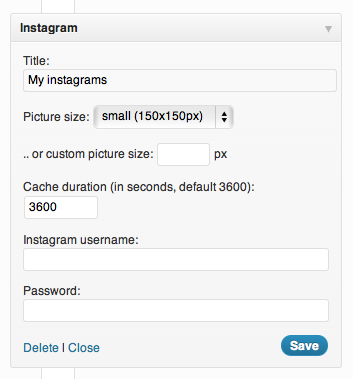 Instagram
Title:
My instagrams
Picture size: small (150x150px)
.. or custom picture size: px
Cache duration (in seconds, default 3600):
3600
Instagram username:
Password:
Delete | Close Save